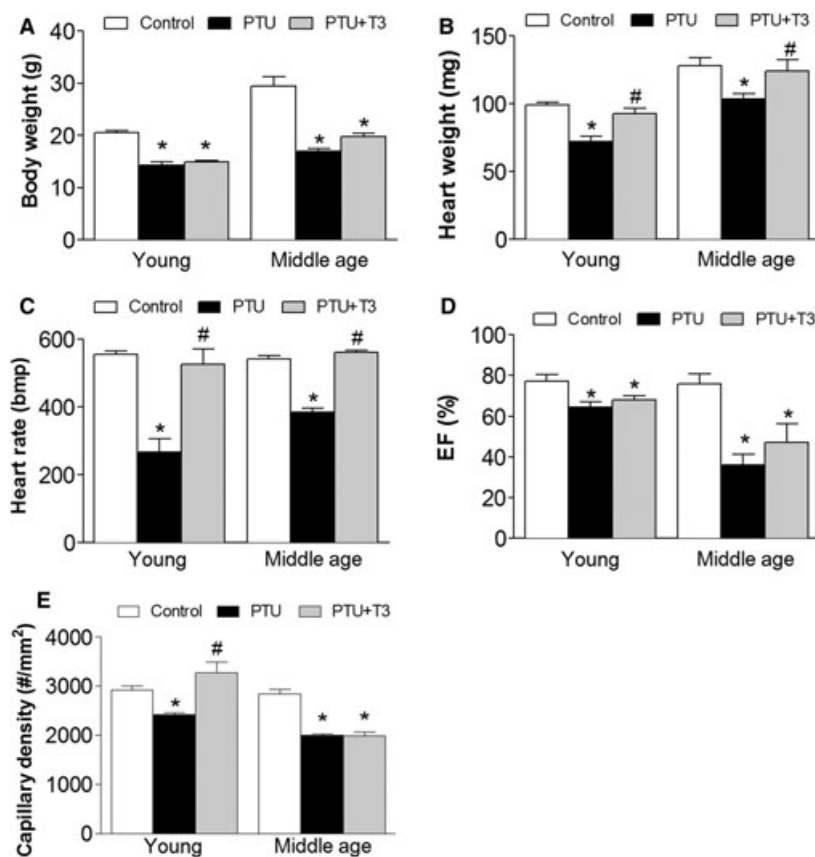 A
Control PTU PTU+T3
Body weight (g)
40
30
20
10
0
* * * *
Young Middle age
B
Control PTU PTU+T3
Heart weight (mg)
150
100
50
0
* # * #
Young Middle age
C
Control PTU PTU+T3
Heart rate (bmp)
600
400
200
0
* # * #
Young Middle age
D
Control PTU PTU+T3
EF (%)
80
60
40
20
0
* * * *
Young Middle age
E
Control PTU PTU+T3
Capillary density (#/mm²)
4000
3000
2000
1000
0
* # * *
Young Middle age